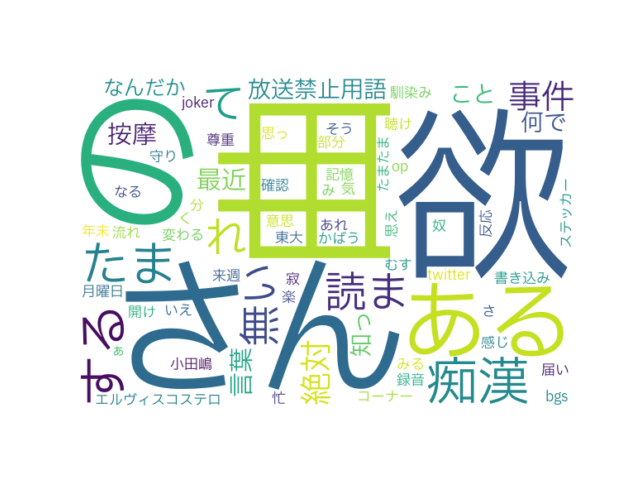 なんだか
joker
て
放送禁止用語
馴染み
こと
事件
何で
の
按摩
守り
なる
尊重
思っ
そう
部分
聴け
たまたま
op
欲
最近
確認
記憶
み
気
ステッカー
年末
流れ
く
分
変わる
れ
意思
東大
あれ
かばう
思え
奴
反応
たま
来週
寂
楽
むす
twitter
書き込み
月曜日
開け
いえ
さん
無い
読ま
ある
さ
感じ
する
ぁ
小田嶋
言葉
絶対
知っ
みる
録音
痴漢
届い
エルヴィスコステロ
忙
コーナー
bgs